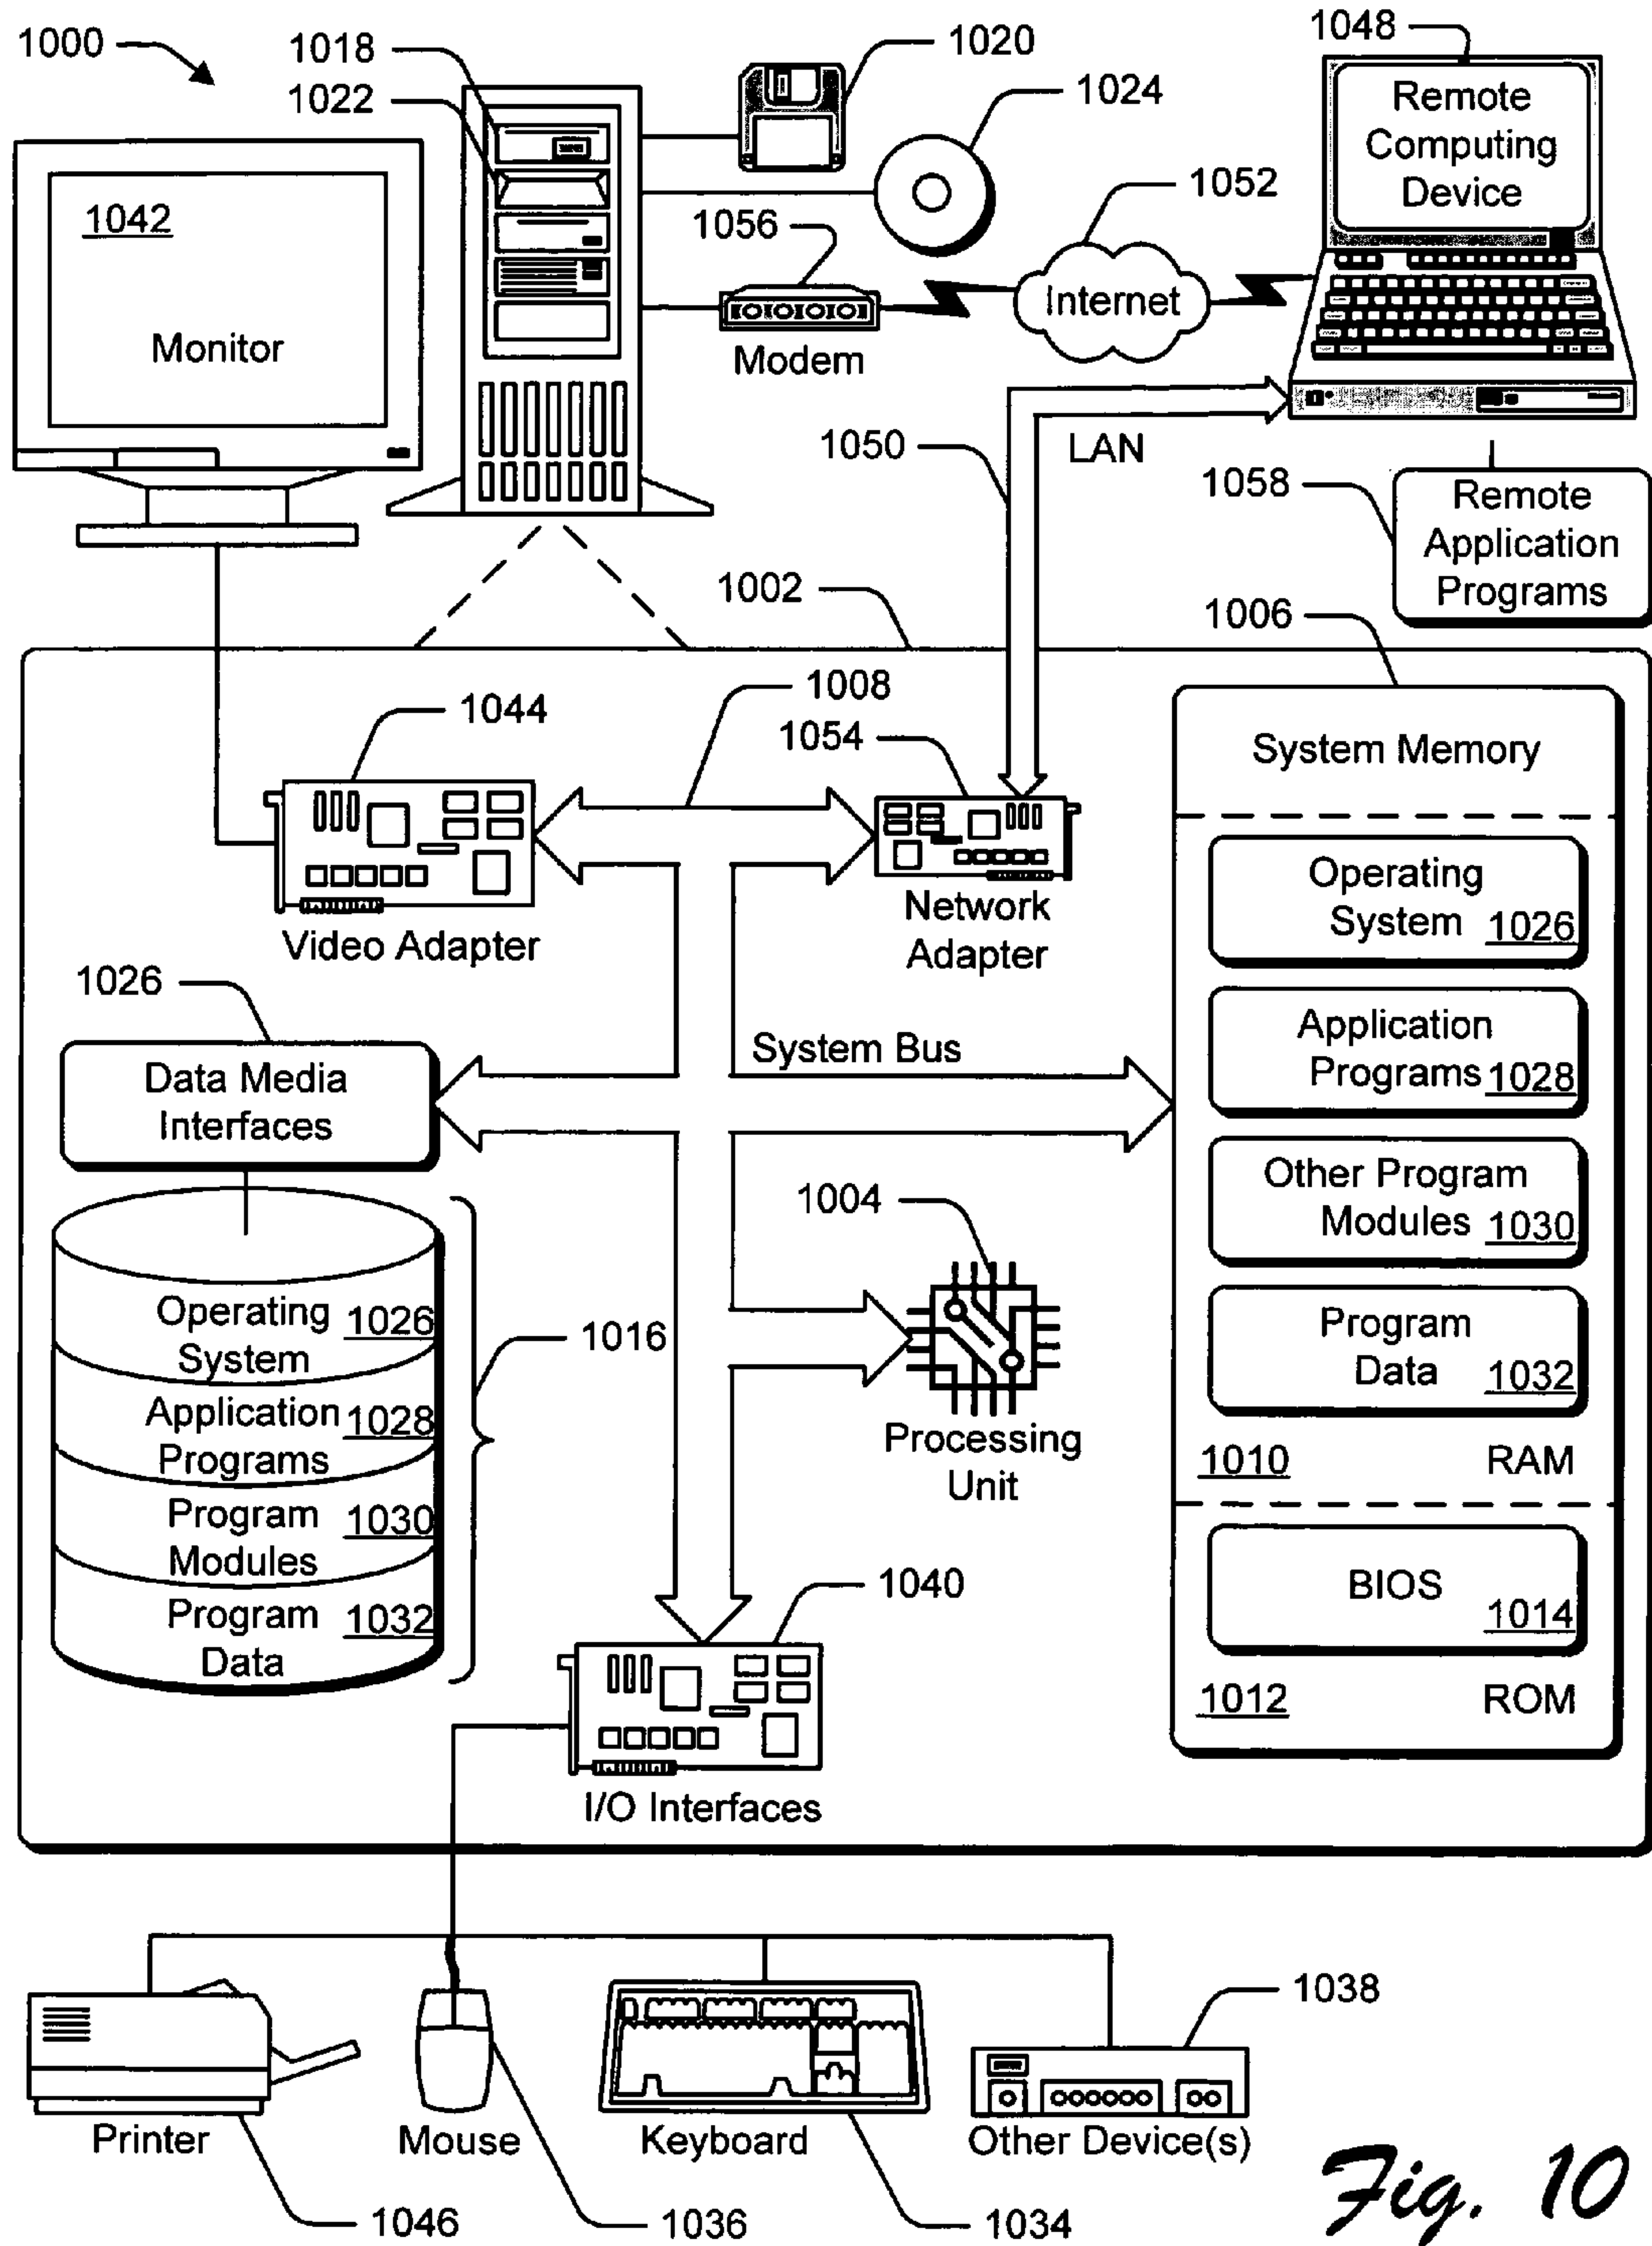 1000
1018
1022
1020
1024
1048
Remote
Computing
Device
1042
Monitor
1056
Modem
1052
Internet
1050
LAN
1058
Remote
Application
Programs
1002
1006
1008
1044
1054
Video Adapter
Network
Adapter
System Memory
Operating
System 1026
Application
Programs 1028
Other Program
Modules 1030
Program
Data 1032
1010 RAM
BIOS
1014
1012 ROM
1026
Data Media
Interfaces
System Bus
1004
Processing
Unit
Operating
System 1026
Application
Programs 1028
Program
Modules 1030
Program
Data 1032
1016
1040
I/O Interfaces
1038
Printer
Mouse
Keyboard
Other Device(s)
1046
1036
1034
Fig. 10